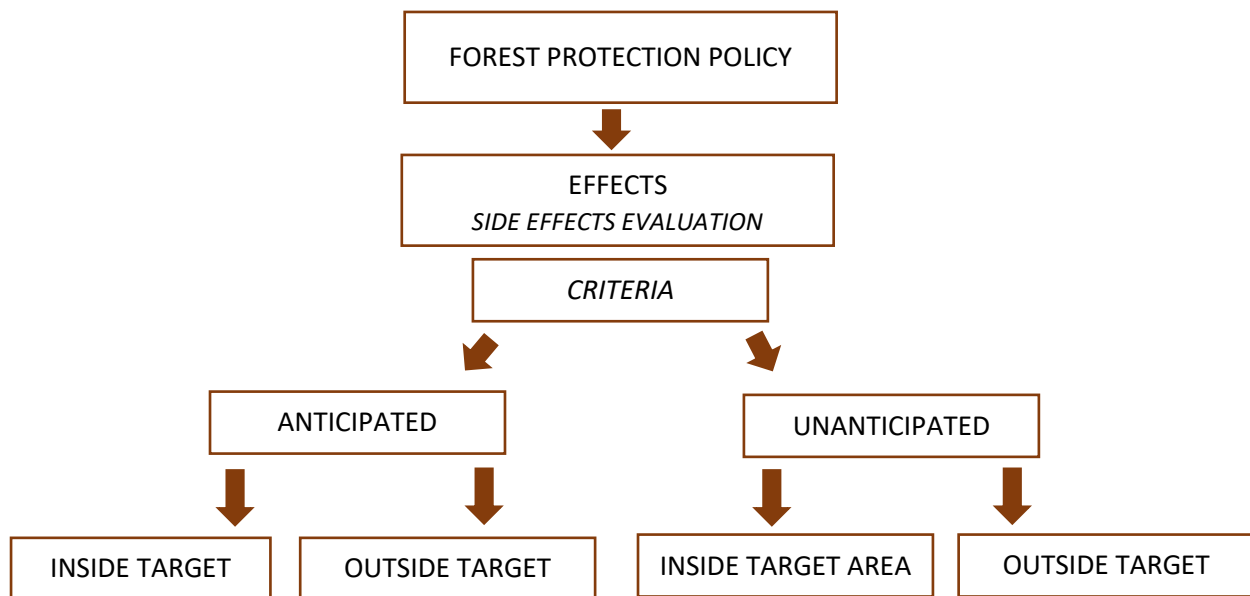 FOREST PROTECTION POLICY
EFFECTS
SIDE EFFECTS EVALUATION
CRITERIA
ANTICIPATED
UNANTICIPATED
INSIDE TARGET
OUTSIDE TARGET
INSIDE TARGET AREA
OUTSIDE TARGET